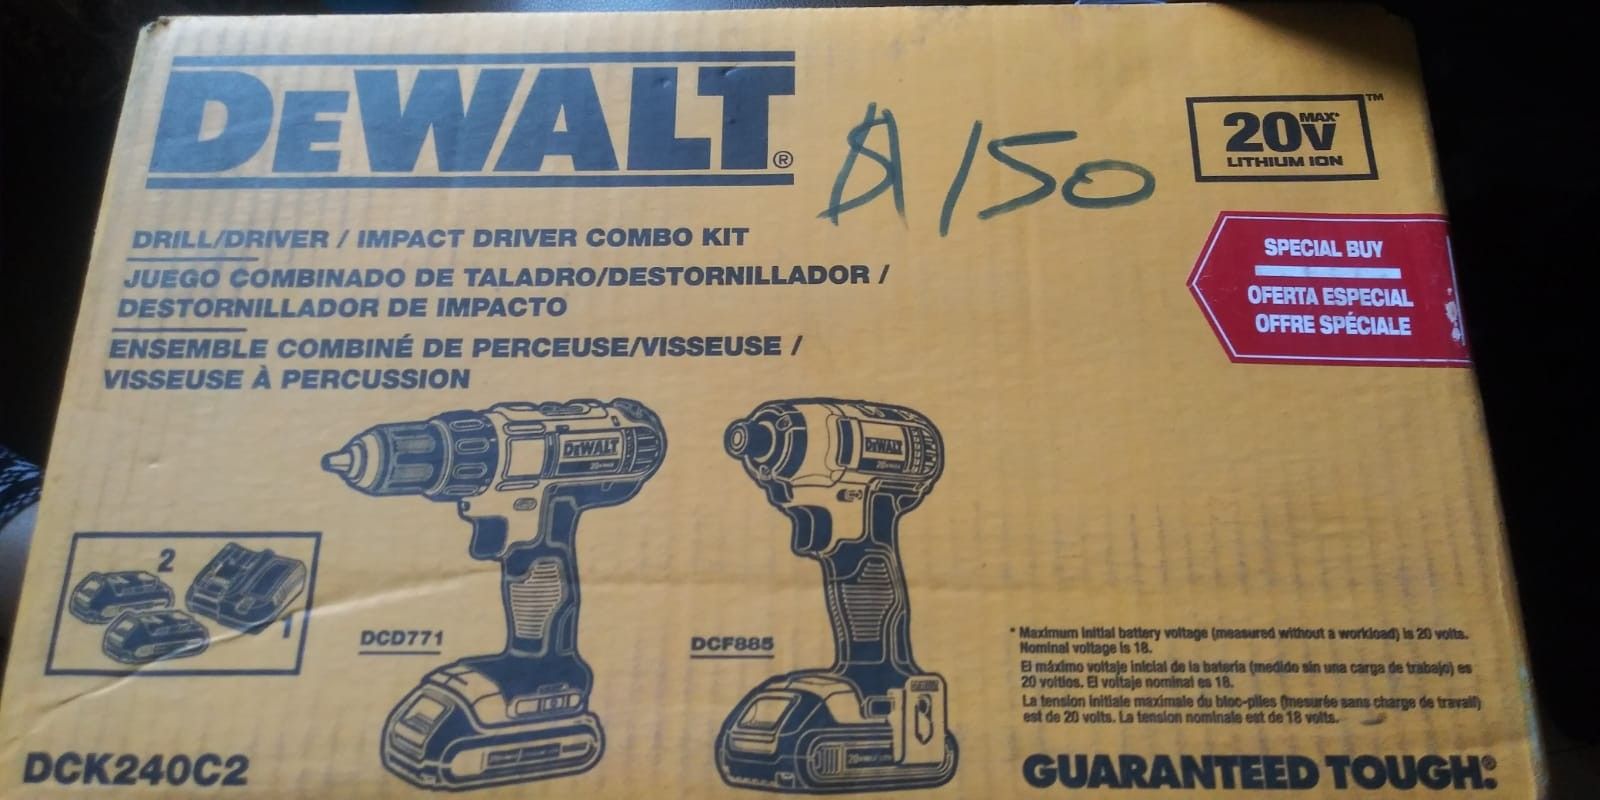 DEWALT®
$150
20V MAX* TM
LITHIUM ION
DRILL/DRIVER / IMPACT DRIVER COMBO KIT
JUEGO COMBINADO DE TALADRO/DESTORNILLADOR /
DESTORNILLADOR DE IMPACTO
ENSEMBLE COMBINÉ DE PERCEUSE/VISSEUSE /
VISSEUSE À PERCUSSION
SPECIAL BUY
OFERTA ESPECIAL
OFFRE SPÉCIALE
DEWALT
20V MAX
DEWALT
20V MAX
2
1
DCD771
DCF885
* Maximum initial battery voltage (measured without a workload) is 20 volts.
Nominal voltage is 18.
El máximo voltaje inicial de la batería (medido sin una carga de trabajo) es
20 voltios. El voltaje nominal es 18.
La tension initiale maximale du bloc-piles (mesurée sans charge de travail)
est de 20 volts. La tension nominale est de 18 volts.
DCK240C2
GUARANTEED TOUGH.®